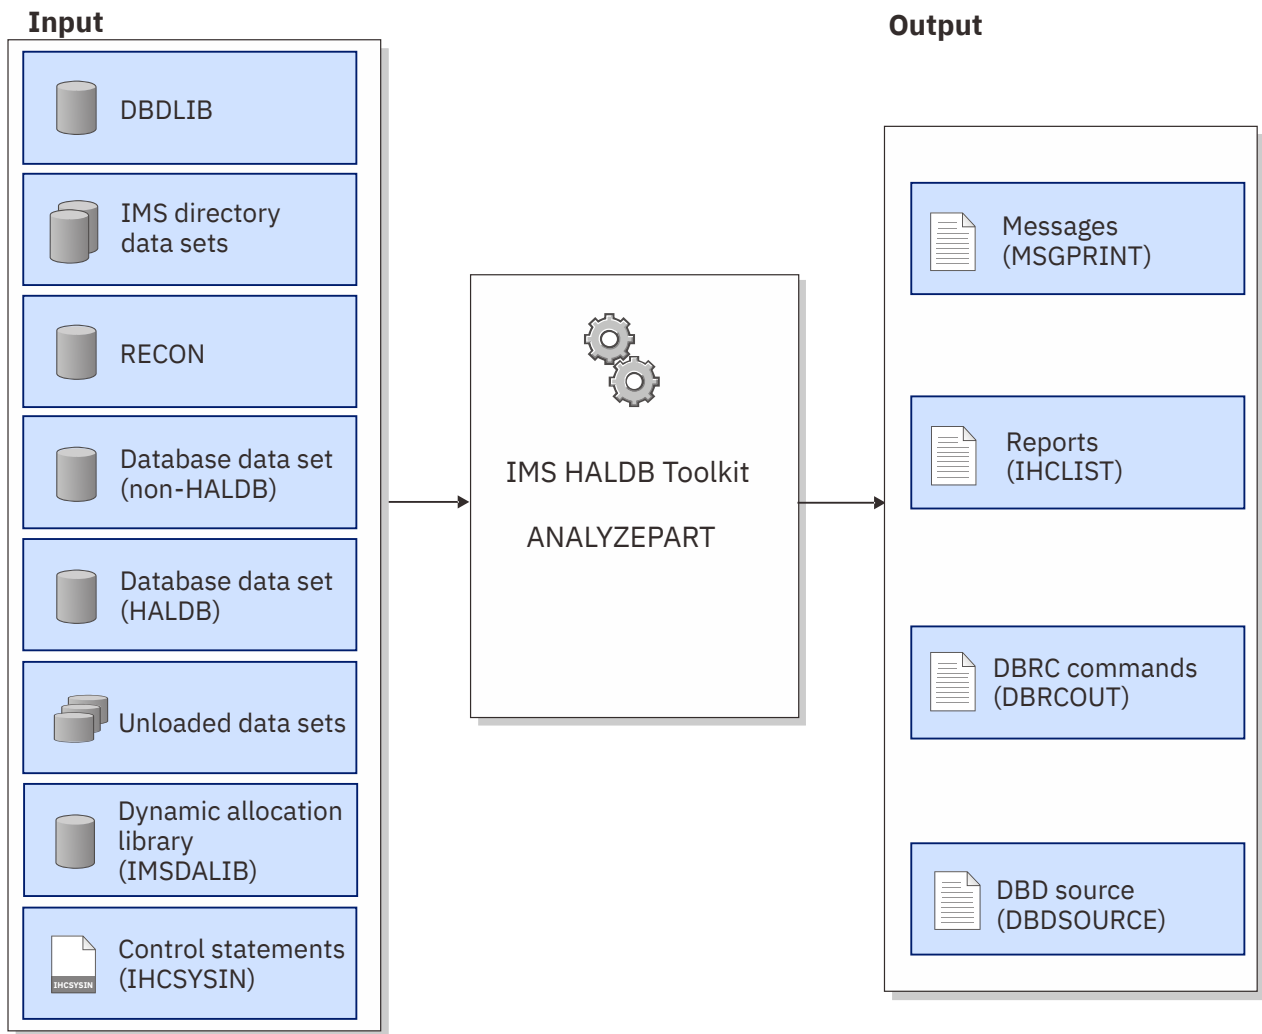 Input
DBDLIB
IMS directory
data sets
RECON
Database data set
(non-HALDB)
Database data set
(HALDB)
Unloaded data sets
Dynamic allocation
library
(IMSDALIB)
IHCSYSIN
Control statements
(IHCSYSIN)
IMS HALDB Toolkit
ANALYZEPART
Output
Messages
(MSGPRINT)
Reports
(IHCLIST)
DBRC commands
(DBRCOUT)
DBD source
(DBDSOURCE)